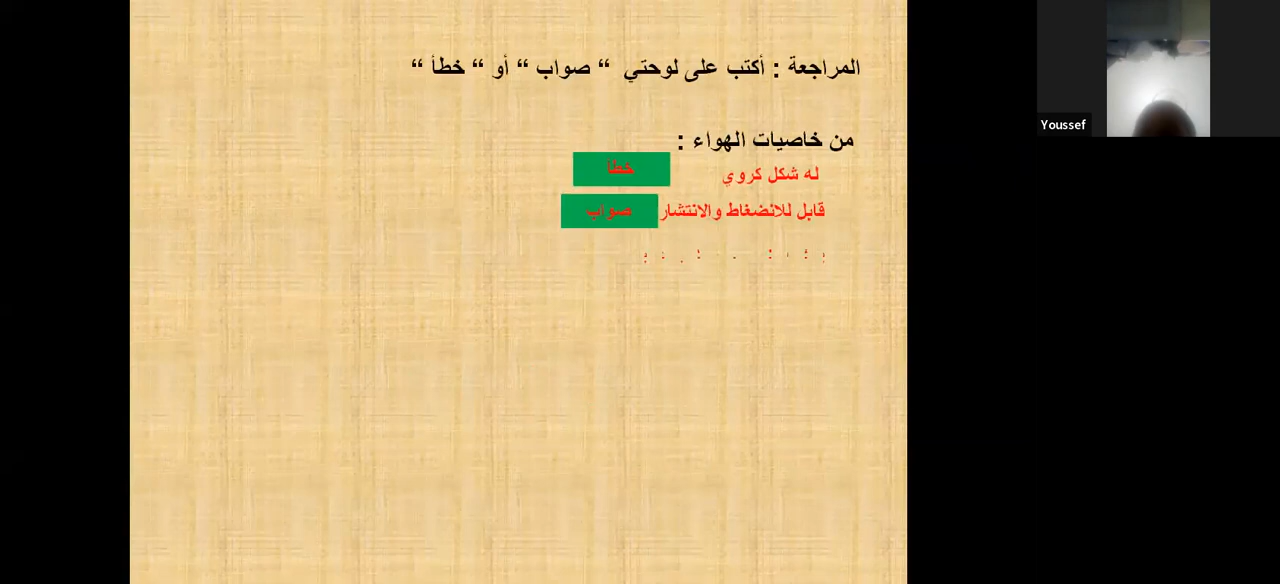 المراجعة : أكتب على لوحتي “ صواب “ أو “ خطأ “
من خاصيات الهواء :
له شكل كروي خطأ
قابل للانضغاط والانتشار صواب
Youssef